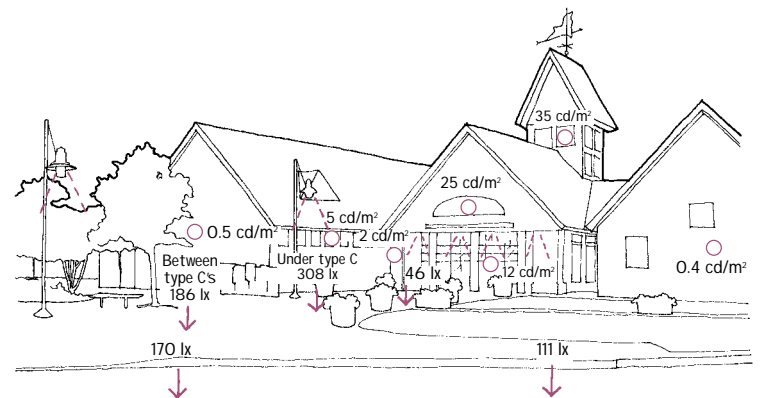 35 cd/m²
25 cd/m²
5 cd/m²
0.5 cd/m²
2 cd/m²
Between
type C's
186 lx
Under type C
308 lx
46 lx
12 cd/m²
0.4 cd/m²
170 lx
111 lx